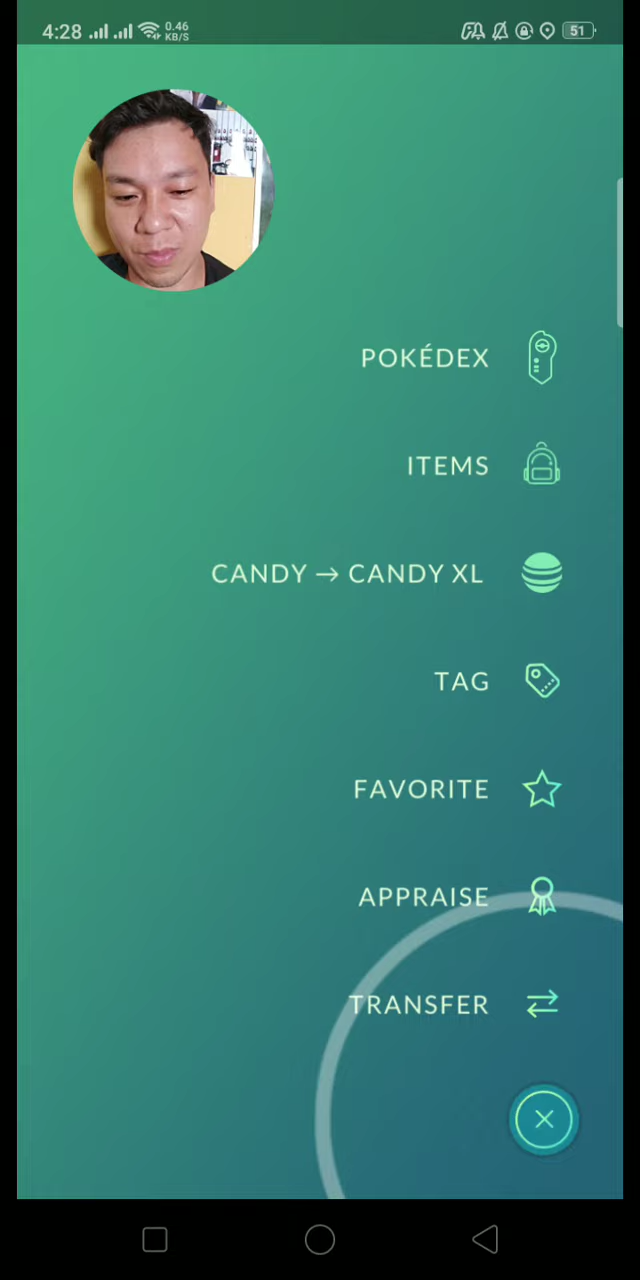 4:28 0.46 KB/S 51
POKÉDEX
ITEMS
CANDY → CANDY XL
TAG
FAVORITE
APPRAISE
TRANSFER